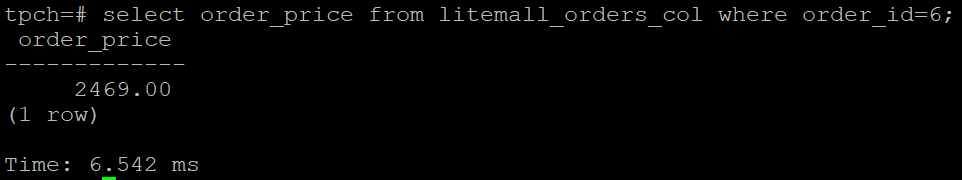 tpch=# select order_price from litemall_orders_col where order_id=6;
 order_price
-------------
     2469.00
(1 row)

Time: 6.542 ms